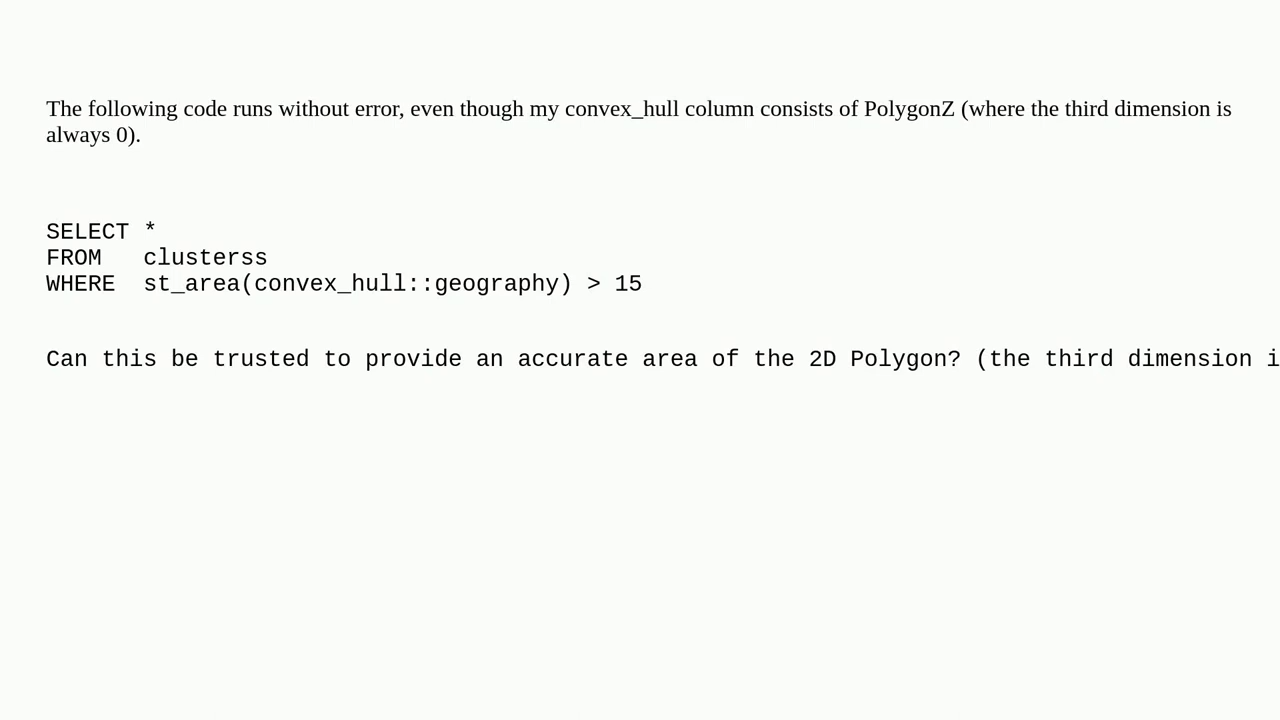 The following code runs without error, even though my convex_hull column consists of PolygonZ (where the third dimension is
always 0).
SELECT *
FROM   clusterss
WHERE  st_area(convex_hull::geography) > 15
Can this be trusted to provide an accurate area of the 2D Polygon? (the third dimension